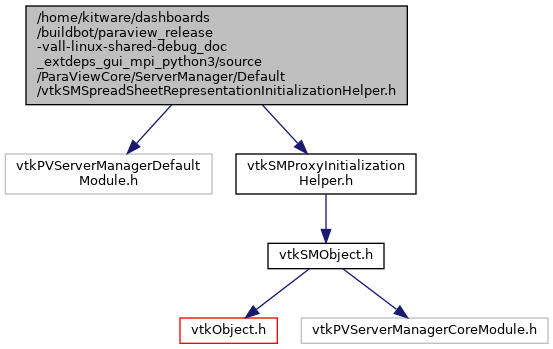 /home/kitware/dashboards
/buildbot/paraview_release
-vall-linux-shared-debug_doc
_extdeps_gui_mpi_python3/source
/ParaViewCore/ServerManager/Default
/vtkSMSpreadSheetRepresentationInitializationHelper.h
vtkPVServerManagerDefault
Module.h
vtkSMProxyInitialization
Helper.h
vtkSMObject.h
vtkObject.h
vtkPVServerManagerCoreModule.h